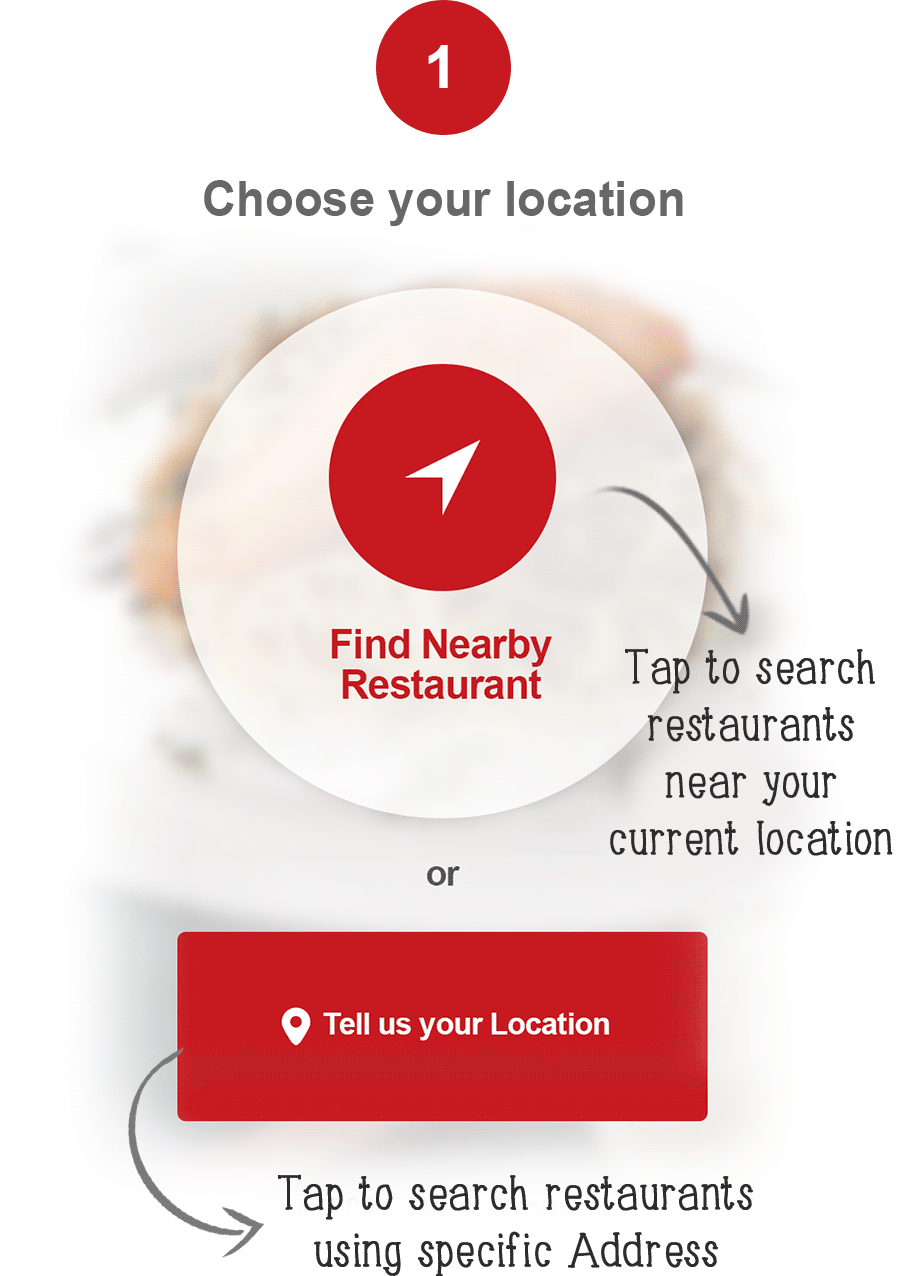 1
Choose your location
Find Nearby
Restaurant
Tap to search
restaurants
near your
current location
or
Tell us your Location
Tap to search restaurants
using specific Address